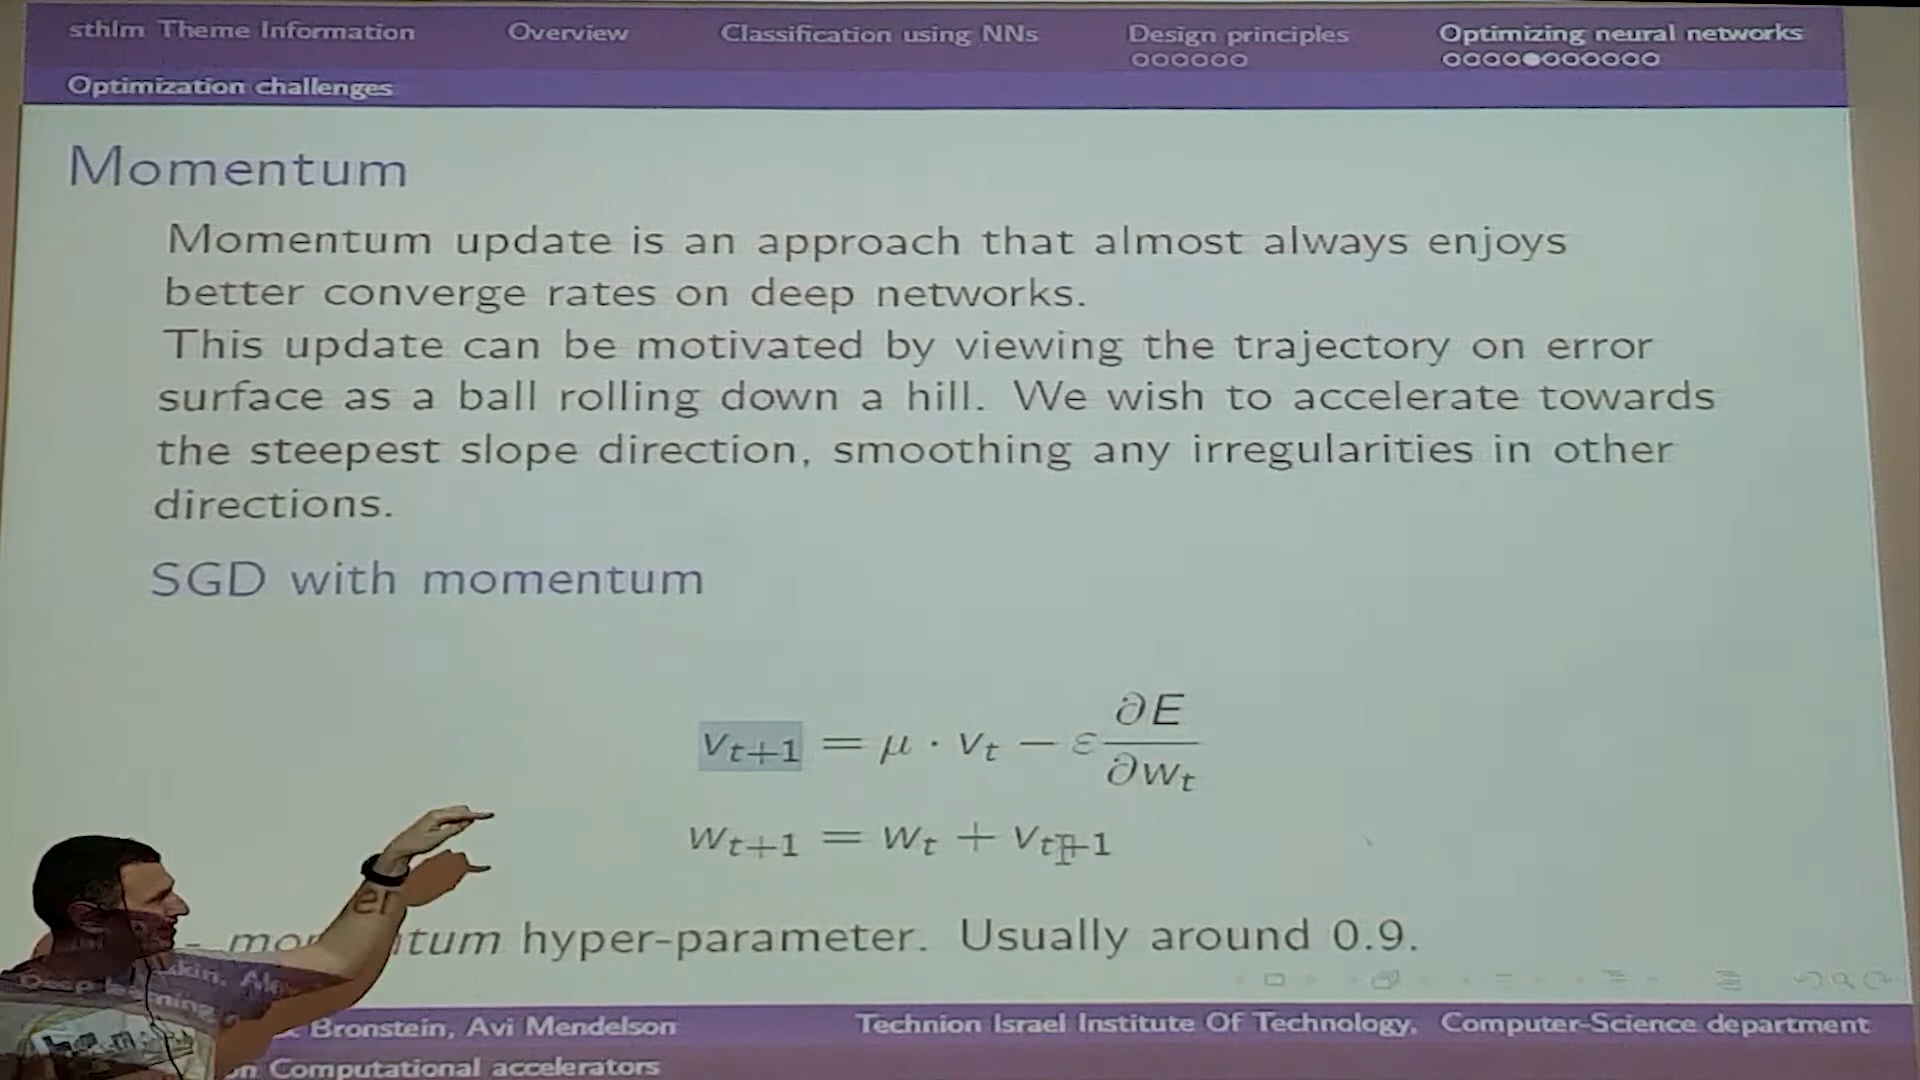 sthlm Theme Information Overview Classification using NNs Design principles Optimizing neural networks
Optimization challenges
Momentum
Momentum update is an approach that almost always enjoys
better converge rates on deep networks.
This update can be motivated by viewing the trajectory on error
surface as a ball rolling down a hill. We wish to accelerate towards
the steepest slope direction, smoothing any irregularities in other
directions.
SGD with momentum
v_{t+1} = μ · v_t − ε ∂E/∂w_t
w_{t+1} = w_t + v_{t+1}
hyper-parameter. Usually around 0.9.
Bronstein, Avi Mendelson Technion Israel Institute Of Technology, Computer-Science department
Computational accelerators